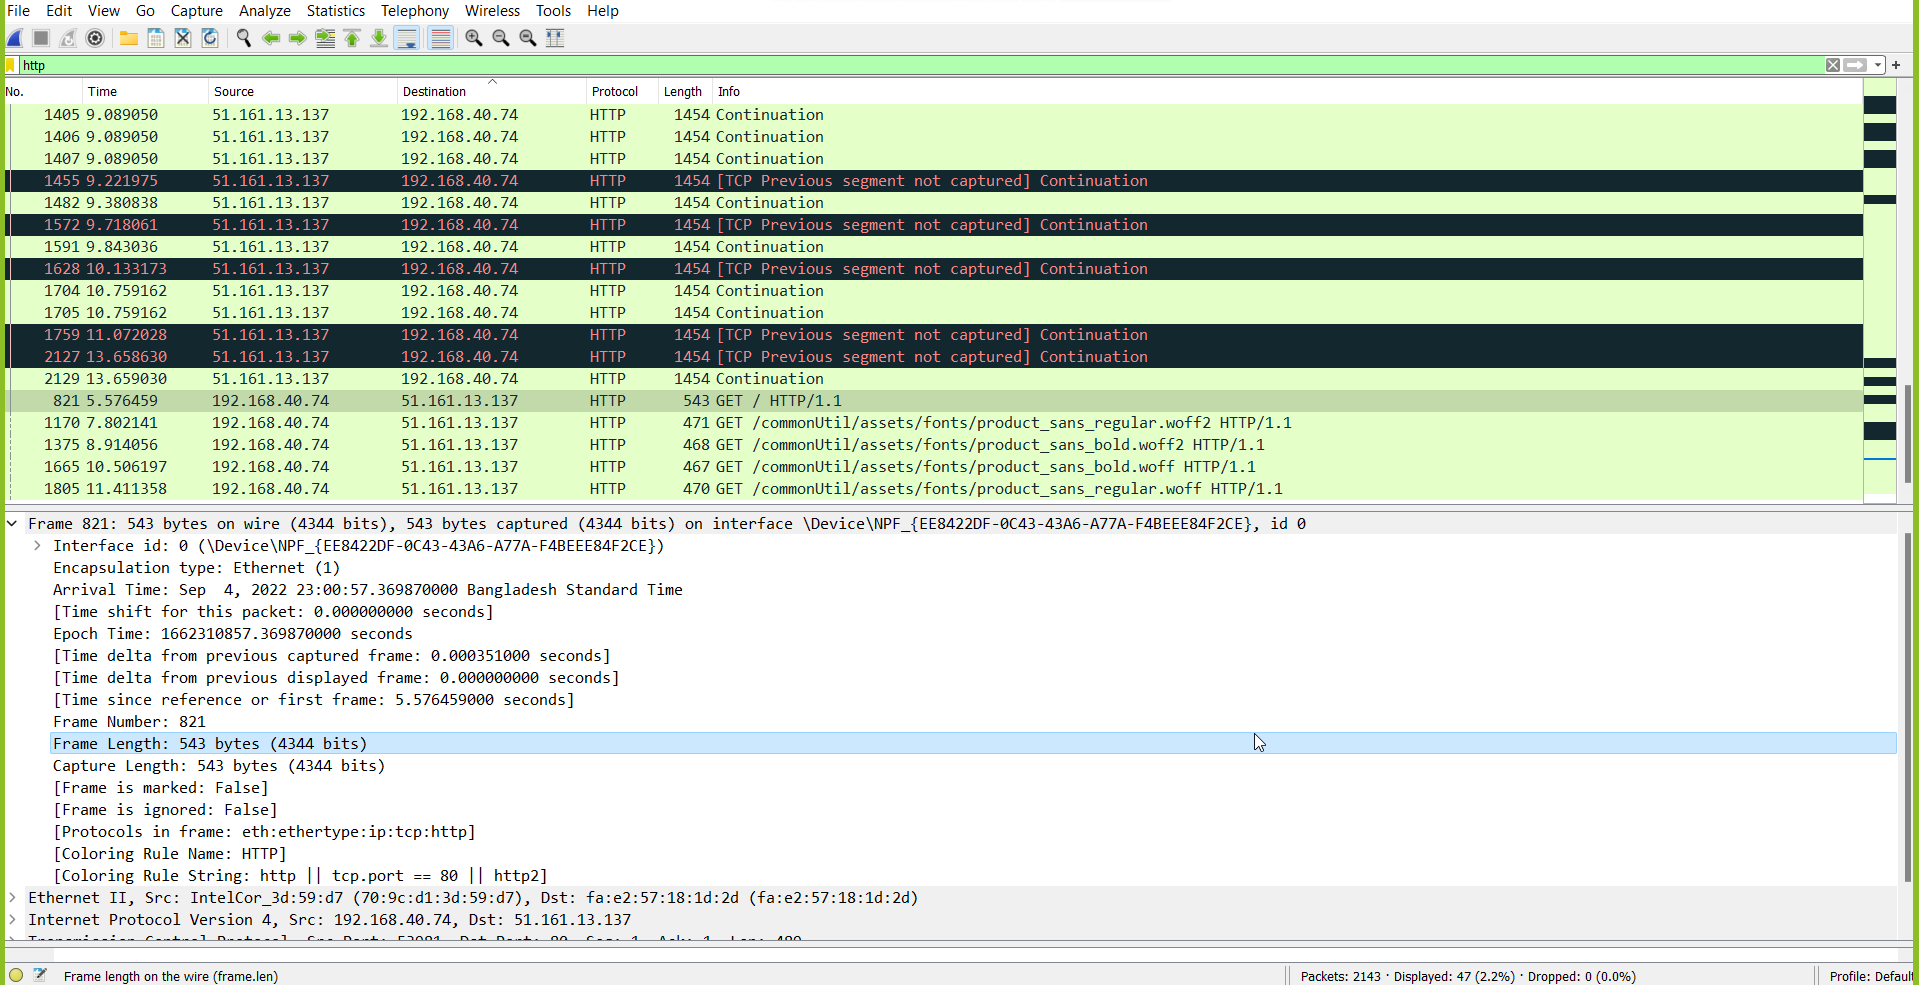 File Edit View Go Capture Analyze Statistics Telephony Wireless Tools Help
http
No. Time Source Destination Protocol Length Info
1405 9.089050 51.161.13.137 192.168.40.74 HTTP 1454 Continuation
1406 9.089050 51.161.13.137 192.168.40.74 HTTP 1454 Continuation
1407 9.089050 51.161.13.137 192.168.40.74 HTTP 1454 Continuation
1455 9.221975 51.161.13.137 192.168.40.74 HTTP 1454 [TCP Previous segment not captured] Continuation
1482 9.380838 51.161.13.137 192.168.40.74 HTTP 1454 Continuation
1572 9.718061 51.161.13.137 192.168.40.74 HTTP 1454 [TCP Previous segment not captured] Continuation
1591 9.843036 51.161.13.137 192.168.40.74 HTTP 1454 Continuation
1628 10.133173 51.161.13.137 192.168.40.74 HTTP 1454 [TCP Previous segment not captured] Continuation
1704 10.759162 51.161.13.137 192.168.40.74 HTTP 1454 Continuation
1705 10.759162 51.161.13.137 192.168.40.74 HTTP 1454 Continuation
1759 11.072028 51.161.13.137 192.168.40.74 HTTP 1454 [TCP Previous segment not captured] Continuation
2127 13.658630 51.161.13.137 192.168.40.74 HTTP 1454 [TCP Previous segment not captured] Continuation
2129 13.659030 51.161.13.137 192.168.40.74 HTTP 1454 Continuation
821 5.576459 192.168.40.74 51.161.13.137 HTTP 543 GET / HTTP/1.1
1170 7.802141 192.168.40.74 51.161.13.137 HTTP 471 GET /commonUtil/assets/fonts/product_sans_regular.woff2 HTTP/1.1
1375 8.914056 192.168.40.74 51.161.13.137 HTTP 468 GET /commonUtil/assets/fonts/product_sans_bold.woff2 HTTP/1.1
1665 10.506197 192.168.40.74 51.161.13.137 HTTP 467 GET /commonUtil/assets/fonts/product_sans_bold.woff HTTP/1.1
1805 11.411358 192.168.40.74 51.161.13.137 HTTP 470 GET /commonUtil/assets/fonts/product_sans_regular.woff HTTP/1.1
Frame 821: 543 bytes on wire (4344 bits), 543 bytes captured (4344 bits) on interface \Device\NPF_{EE8422DF-0C43-43A6-A77A-F4BEEE84F2CE}, id 0
Interface id: 0 (\Device\NPF_{EE8422DF-0C43-43A6-A77A-F4BEEE84F2CE})
Encapsulation type: Ethernet (1)
Arrival Time: Sep  4, 2022 23:00:57.369870000 Bangladesh Standard Time
[Time shift for this packet: 0.000000000 seconds]
Epoch Time: 1662310857.369870000 seconds
[Time delta from previous captured frame: 0.000351000 seconds]
[Time delta from previous displayed frame: 0.000000000 seconds]
[Time since reference or first frame: 5.576459000 seconds]
Frame Number: 821
Frame Length: 543 bytes (4344 bits)
Capture Length: 543 bytes (4344 bits)
[Frame is marked: False]
[Frame is ignored: False]
[Protocols in frame: eth:ethertype:ip:tcp:http]
[Coloring Rule Name: HTTP]
[Coloring Rule String: http || tcp.port == 80 || http2]
Ethernet II, Src: IntelCor_3d:59:d7 (70:9c:d1:3d:59:d7), Dst: fa:e2:57:18:1d:2d (fa:e2:57:18:1d:2d)
Internet Protocol Version 4, Src: 192.168.40.74, Dst: 51.161.13.137
Transmission Control Protocol, Src Port:
Frame length on the wire (frame.len) Packets: 2143 · Displayed: 47 (2.2%) · Dropped: 0 (0.0%) Profile: Default